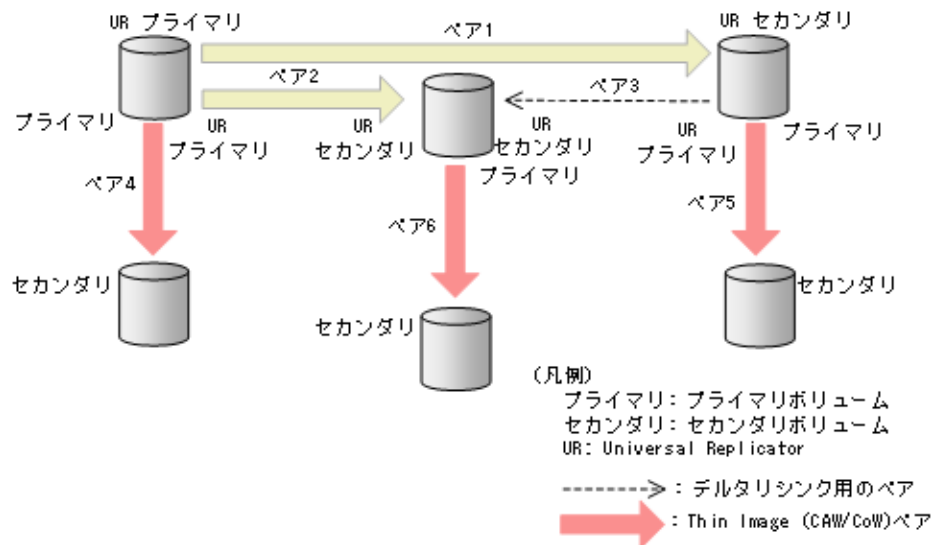 UR プライマリ
UR セカンダリ
ペア1
ペア2
ペア3
プライマリ
UR
プライマリ
UR
セカンダリ
UR
セカンダリ
プライマリ
UR
プライマリ
プライマリ
ペア4
ペア6
ペア5
セカンダリ
セカンダリ
セカンダリ
(凡例)
プライマリ: プライマリボリューム
セカンダリ: セカンダリボリューム
UR: Universal Replicator
: デルタリシンク用のペア
: Thin Image (CAW/CoW)ペア